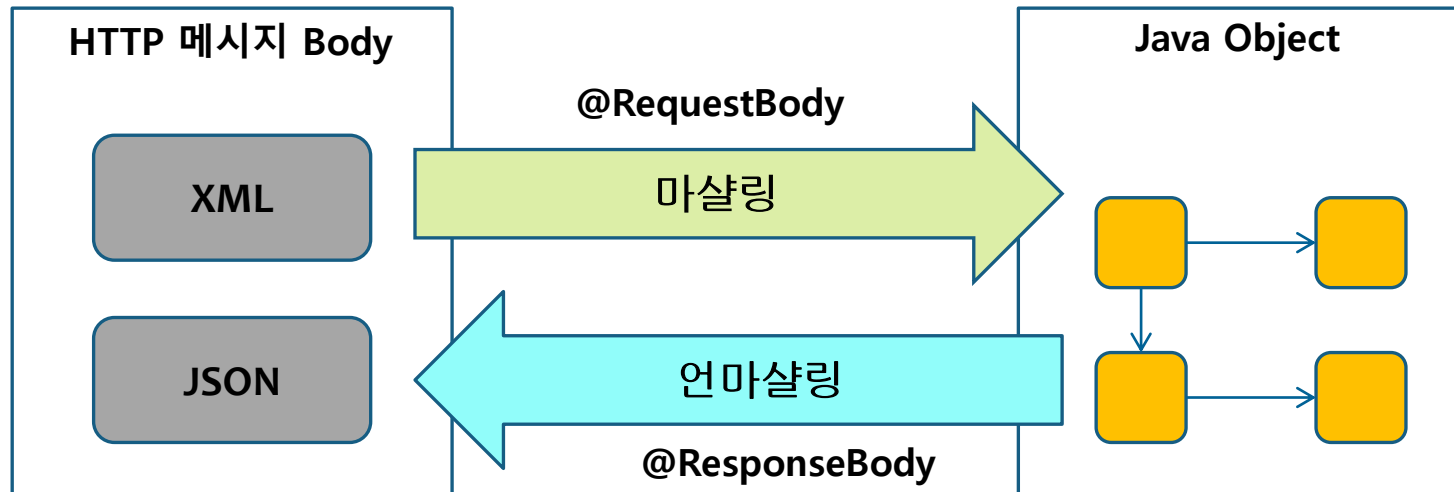 HTTP 메시지 Body
Java Object
@RequestBody
XML
마샬링
JSON
언마샬링
@ResponseBody